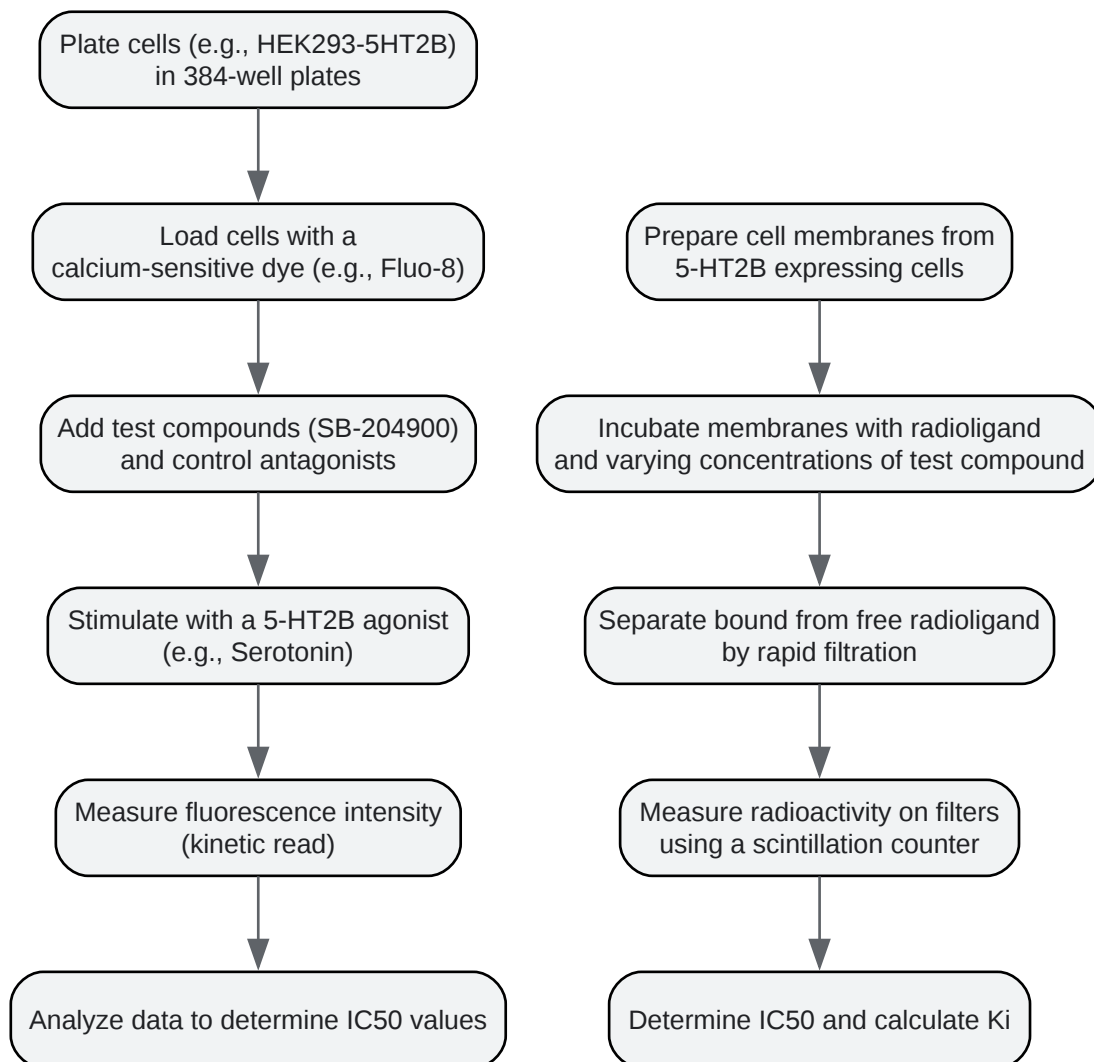 Plate cells (e.g., HEK293-5HT2B)
in 384-well plates
Load cells with a
calcium-sensitive dye (e.g., Fluo-8)
Add test compounds (SB-204900)
and control antagonists
Stimulate with a 5-HT2B agonist
(e.g., Serotonin)
Measure fluorescence intensity
(kinetic read)
Analyze data to determine IC50 values
Prepare cell membranes from
5-HT2B expressing cells
Incubate membranes with radioligand
and varying concentrations of test compound
Separate bound from free radioligand
by rapid filtration
Measure radioactivity on filters
using a scintillation counter
Determine IC50 and calculate Ki